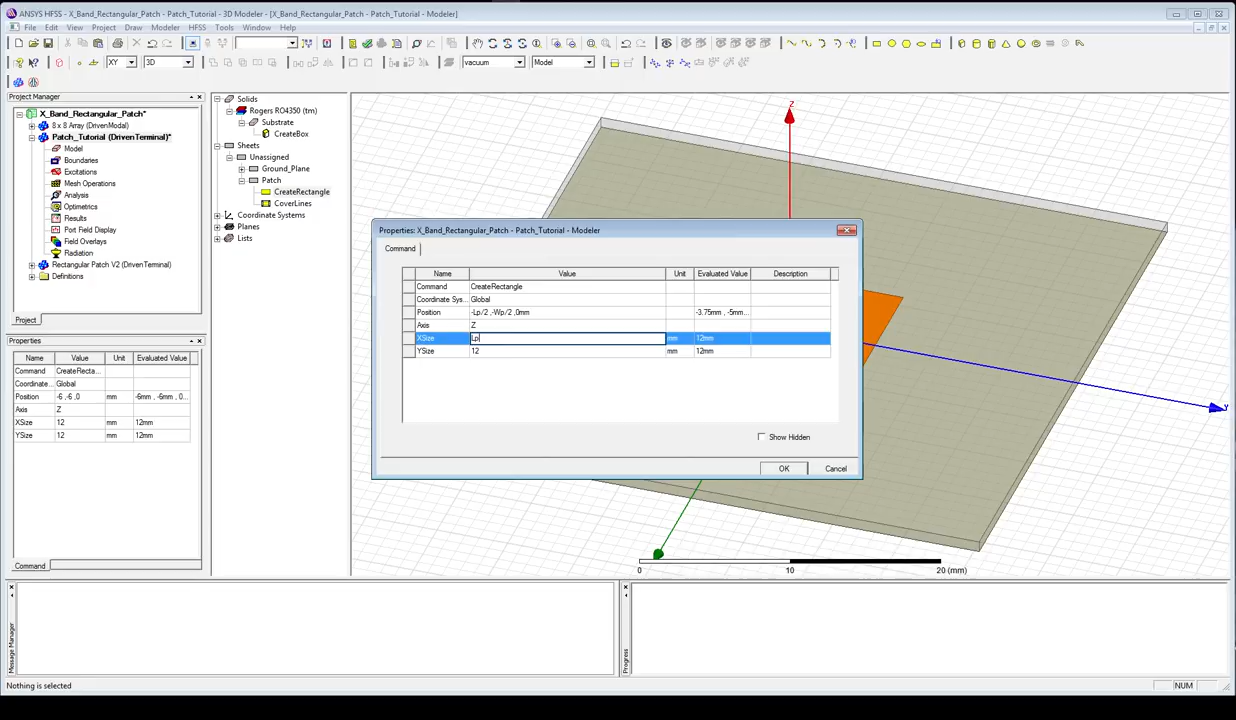 ANSYS HFSS - X_Band_Rectangular_Patch - Patch_Tutorial - 3D Modeler - [X_Band_Rectangular_Patch - Patch_Tutorial - Modeler]
File Edit View Project Draw Modeler HFSS Tools Window Help
XY 3D vacuum Model
Project Manager
X_Band_Rectangular_Patch*
8 x 8 Array (DrivenModal)
Patch_Tutorial (DrivenTerminal)*
Model
Boundaries
Excitations
Mesh Operations
Analysis
Optimetrics
Results
Port Field Display
Field Overlays
Radiation
Rectangular Patch V2 (DrivenTerminal)
Definitions
Project
Solids
Rogers RO4350 (tm)
Substrate
CreateBox
Sheets
Unassigned
Ground_Plane
Patch
CreateRectangle
CoverLines
Coordinate Systems
Planes
Lists
Properties
Name Value Unit Evaluated Value
Command CreateRecta...
Coordinate... Global
Position -6 ,-6 ,0 mm -6mm , -6mm , 0...
Axis Z
XSize 12 mm 12mm
YSize 12 mm 12mm
Command
Z
Y
Properties: X_Band_Rectangular_Patch - Patch_Tutorial - Modeler
Command
Name Value Unit Evaluated Value Description
Command CreateRectangle
Coordinate Sys... Global
Position -Lp/2 ,-Wp/2 ,0mm -3.75mm , -5mm...
Axis Z
XSize Lp mm 12mm
YSize 12 mm 12mm
Show Hidden
OK Cancel
0 10 20 (mm)
Message Manager
Progress
Nothing is selected
NUM